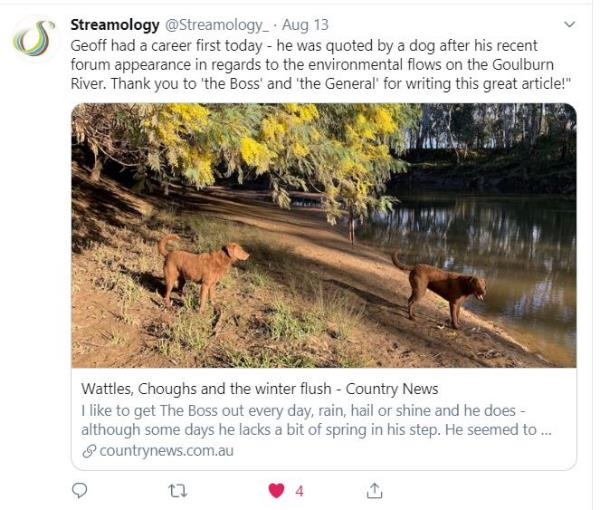 Streamology @Streamology_ · Aug 13
Geoff had a career first today - he was quoted by a dog after his recent
forum appearance in regards to the environmental flows on the Goulburn
River. Thank you to 'the Boss' and 'the General' for writing this great article!"
Wattles, Choughs and the winter flush - Country News
I like to get The Boss out every day, rain, hail or shine and he does -
although some days he lacks a bit of spring in his step. He seemed to ...
countrynews.com.au
4